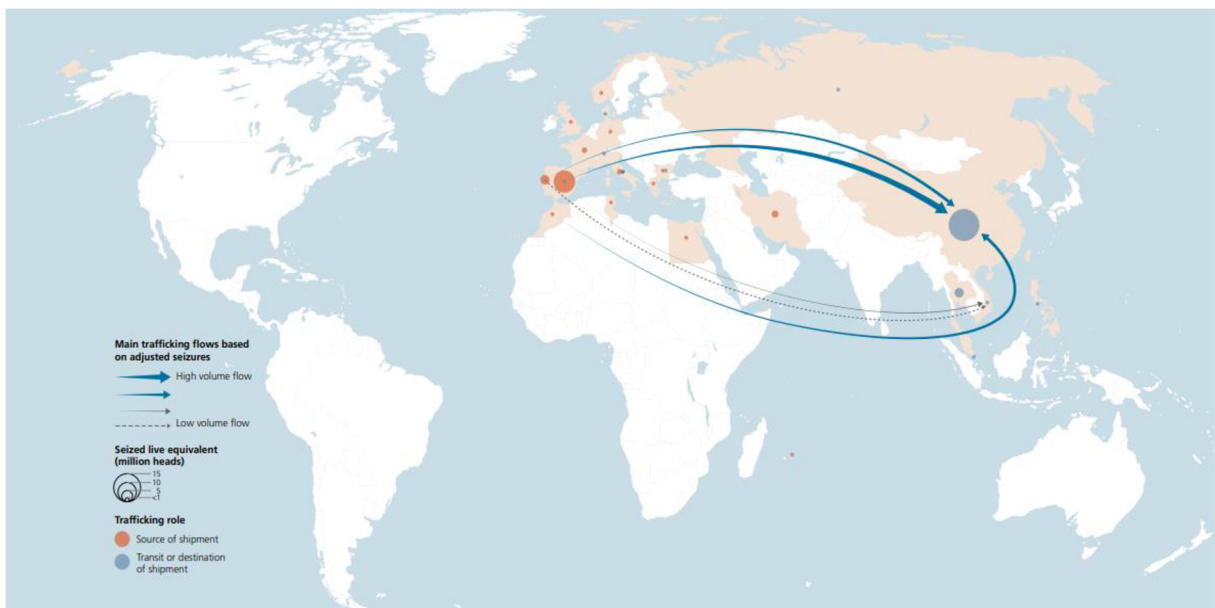 Main trafficking flows based
on adjusted seizures
High volume flow
Low volume flow
Seized live equivalent
(million heads)
15
10
5
<1
Trafficking role
Source of shipment
Transit or destination
of shipment